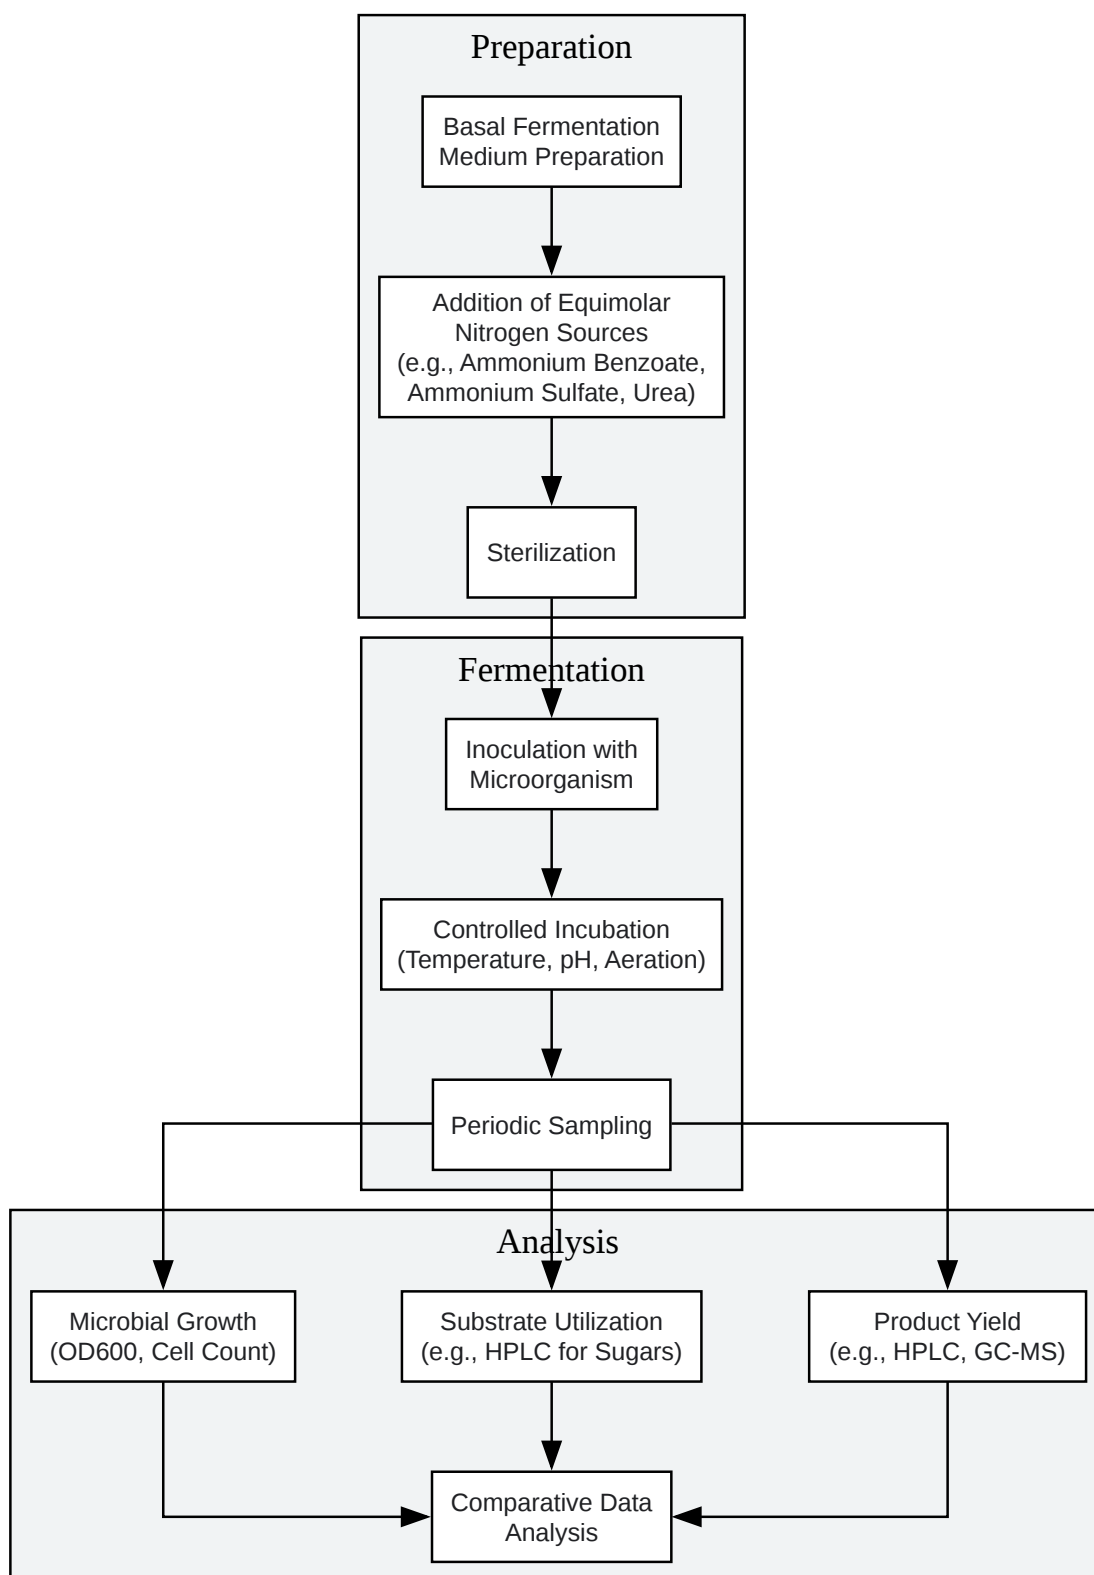 Preparation
Basal Fermentation
Medium Preparation
Addition of Equimolar
Nitrogen Sources
(e.g., Ammonium Benzoate,
Ammonium Sulfate, Urea)
Sterilization
Fermentation
Inoculation with
Microorganism
Controlled Incubation
(Temperature, pH, Aeration)
Periodic Sampling
Analysis
Microbial Growth
(OD600, Cell Count)
Substrate Utilization
(e.g., HPLC for Sugars)
Product Yield
(e.g., HPLC, GC-MS)
Comparative Data
Analysis